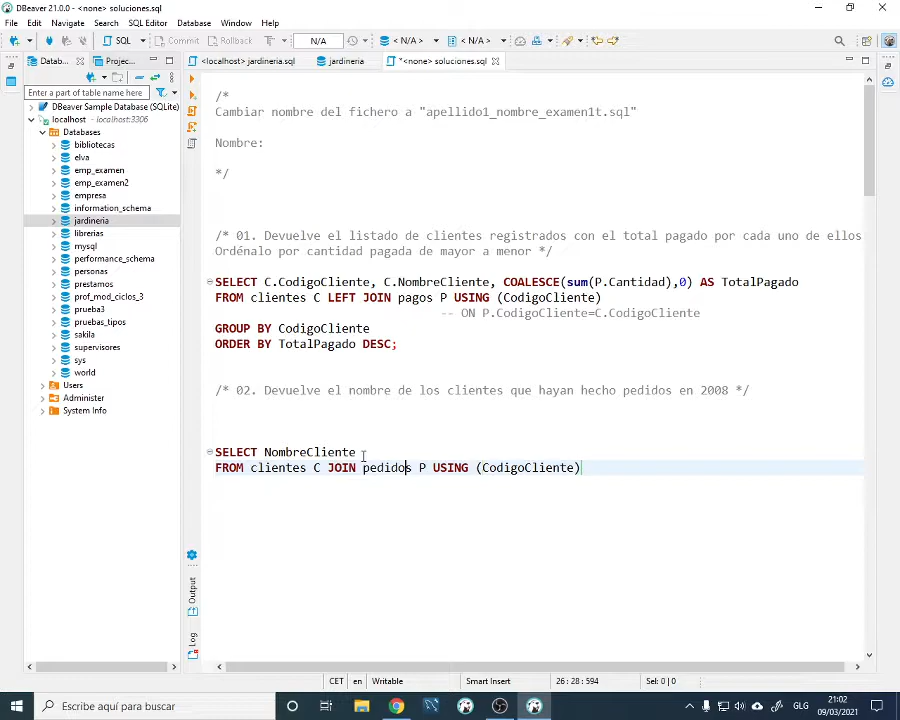 DBeaver 21.0.0 - <none> soluciones.sql
File Edit Navigate Search SQL Editor Database Window Help
SQL Commit Rollback T N/A < N/A > < N/A >
Datab... Projec... <localhost> jardineria.sql jardineria *<none> soluciones.sql
Enter a part of table name here
DBeaver Sample Database (SQLite)
localhost - localhost:3306
Databases
bibliotecas
elva
emp_examen
emp_examen2
empresa
information_schema
jardineria
librerias
mysql
performance_schema
personas
prestamos
prof_mod_ciclos_3
prueba3
pruebas_tipos
sakila
supervisores
sys
world
Users
Administer
System Info
/*
Cambiar nombre del fichero a "apellido1_nombre_examen1t.sql"
Nombre:
*/
/* 01. Devuelve el listado de clientes registrados con el total pagado por cada uno de ellos
Ordénalo por cantidad pagada de mayor a menor */
SELECT C.CodigoCliente, C.NombreCliente, COALESCE(sum(P.Cantidad),0) AS TotalPagado
FROM clientes C LEFT JOIN pagos P USING (CodigoCliente)
-- ON P.CodigoCliente=C.CodigoCliente
GROUP BY CodigoCliente
ORDER BY TotalPagado DESC;
/* 02. Devuelve el nombre de los clientes que hayan hecho pedidos en 2008 */
SELECT NombreCliente
FROM clientes C JOIN pedidos P USING (CodigoCliente)
Output
Log
CET en Writable Smart Insert 26 : 28 : 594 Sel: 0 | 0
Escribe aquí para buscar
GLG
21:02
09/03/2021